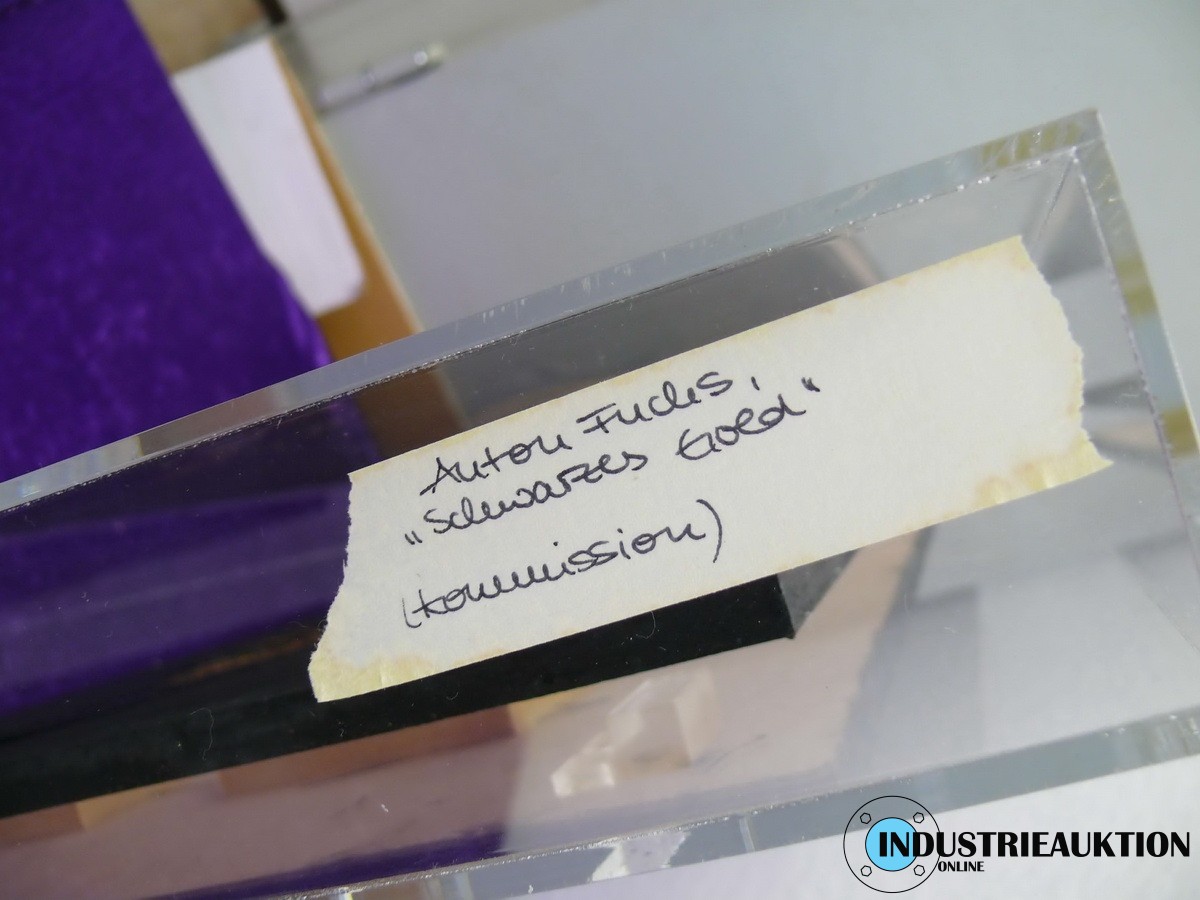 Anton Fuchs,
„Schwarzes Gold“
(Kommission)
INDUSTRIEAUKTION
ONLINE